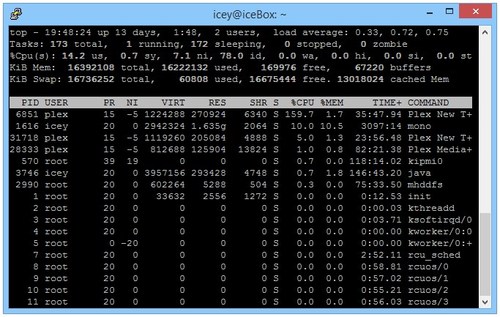 icey@iceBox: ~
top - 19:48:24 up 13 days,  1:48,  2 users,  load average: 0.33, 0.72, 0.75
Tasks: 173 total,   1 running, 172 sleeping,   0 stopped,   0 zombie
%Cpu(s): 14.2 us,  0.7 sy,  7.1 ni, 78.0 id,  0.0 wa,  0.0 hi,  0.0 si,  0.0 st
KiB Mem:  16392108 total, 16222132 used,   169976 free,    67220 buffers
KiB Swap: 16736252 total,    60808 used, 16675444 free. 13018024 cached Mem
PID USER PR NI VIRT RES SHR S %CPU %MEM TIME+ COMMAND
6851 plex 15 -5 1224288 270924 6340 S 159.7 1.7 35:47.94 Plex New T+
1616 icey 20 0 2942324 1.635g 2064 S 10.0 10.5 3097:14 mono
31718 plex 15 -5 1119260 205084 2380 S 5.0 1.3 23:56.48 Plex New T+
28333 plex 15 -5 812688 125904 13824 S 1.0 0.8 82:21.38 Plex Media+
570 root 39 19 0 0 0 S 0.7 0.0 118:14.02 kipmi0
3746 icey 20 0 3957156 293428 4748 S 0.7 1.8 146:43.20 java
2990 root 20 0 602264 5288 504 S 0.3 0.0 75:33.50 mhddfs
1 root 20 0 33632 2556 1272 S 0.0 0.0 0:12.53 init
2 root 20 0 0 0 0 S 0.0 0.0 0:00.03 kthreadd
3 root 20 0 0 0 0 S 0.0 0.0 0:03.71 ksoftirqd/0
4 root 20 0 0 0 0 S 0.0 0.0 0:00.00 kworker/0:0
5 root 0 -20 0 0 0 S 0.0 0.0 0:00.00 kworker/0:+
7 root 20 0 0 0 0 S 0.0 0.0 2:52.11 rcu_sched
8 root 20 0 0 0 0 S 0.0 0.0 0:58.81 rcuos/0
9 root 20 0 0 0 0 S 0.0 0.0 0:57.02 rcuos/1
10 root 20 0 0 0 0 S 0.0 0.0 0:55.21 rcuos/2
11 root 20 0 0 0 0 S 0.0 0.0 0:56.03 rcuos/3